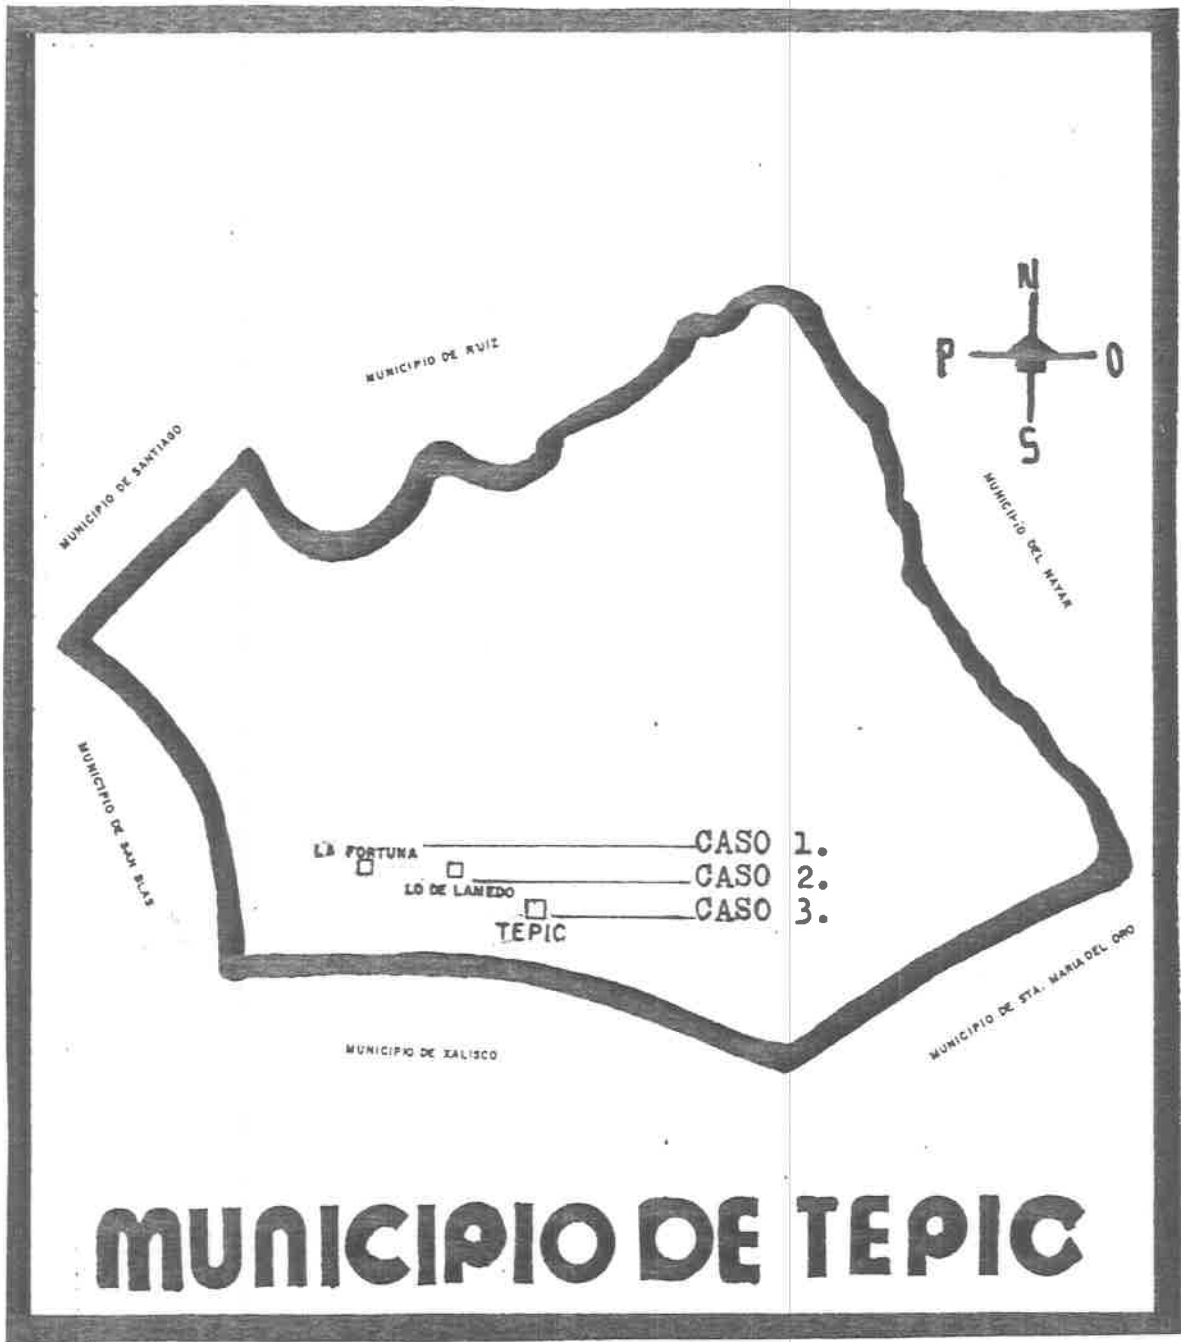 N
P O
S
MUNICIPIO DE RUIZ
MUNICIPIO DE SANTIAGO
MUNICIPIO DEL NAYAR
MUNICIPIO DE SAN BLAS
LA FORTUNA CASO 1.
LO DE LAMEDO CASO 2.
TEPIC CASO 3.
MUNICIPIO DE STA. MARIA DEL ORO
MUNICIPIO DE XALISCO
MUNICIPIO DE TEPIC